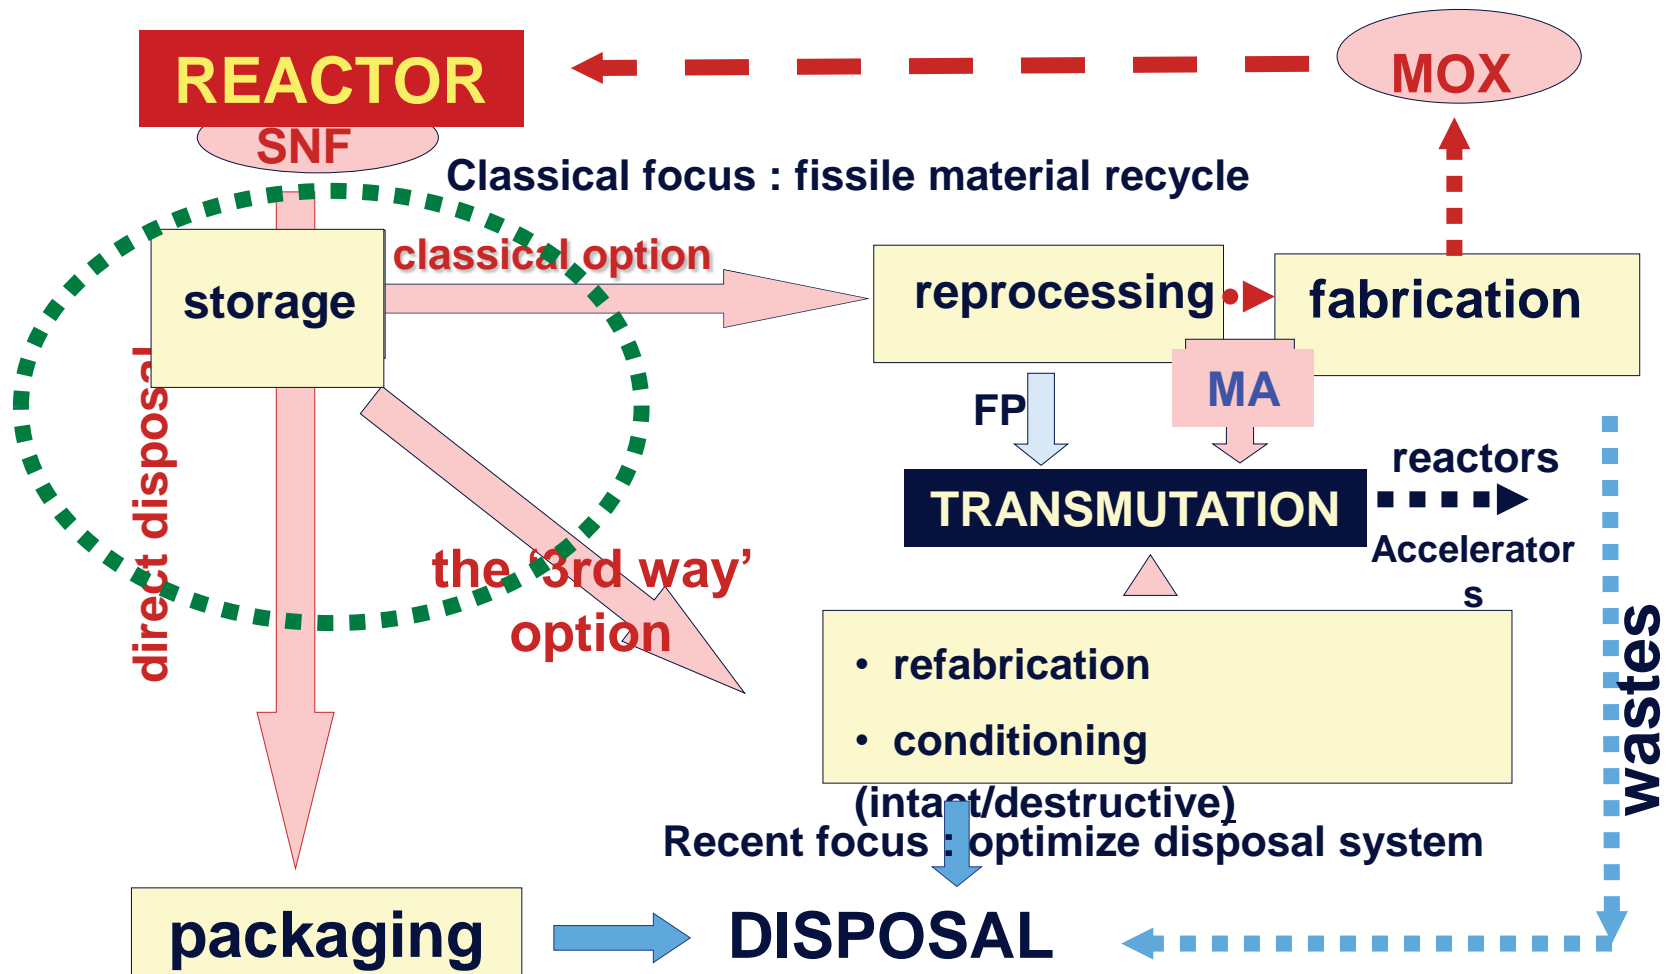 REACTOR
MOX
SNF
Classical focus : fissile material recycle
classical option
storage
reprocessing
fabrication
direct disposal
MA
FP
reactors
TRANSMUTATION
Accelerator
s
the ‘3rd way’
option
• refabrication
• conditioning
(intact/destructive)
wastes
Recent focus : optimize disposal system
packaging
DISPOSAL